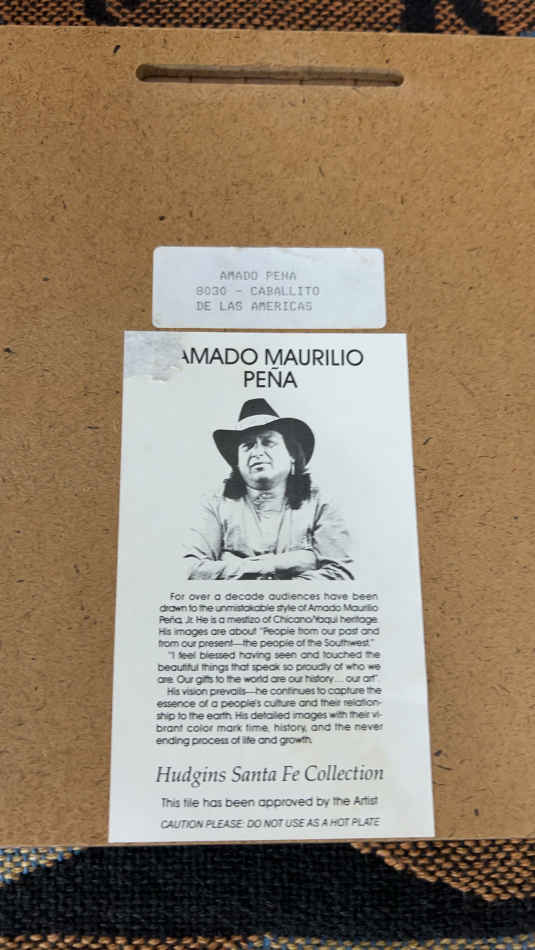 AMADO PENA
8030 - CABALLITO
DE LAS AMERICAS
AMADO MAURILIO
PEÑA
For over a decade audiences have been
drawn to the unmistakable style of Amado Maurilio
Peña, Jr. He is a mestizo of Chicano/Yaqui heritage.
His images are about "People from our past and
from our present—the people of the Southwest."
"I feel blessed having seen and touched the
beautiful things that speak so proudly of who we
are. Our gifts to the world are our history... our art".
His vision prevails—he continues to capture the
essence of a people's culture and their relation-
ship to the earth. His detailed images with their vi-
brant color mark time, history, and the never
ending process of life and growth.
Hudgins Santa Fe Collection
This tile has been approved by the Artist
CAUTION PLEASE: DO NOT USE AS A HOT PLATE